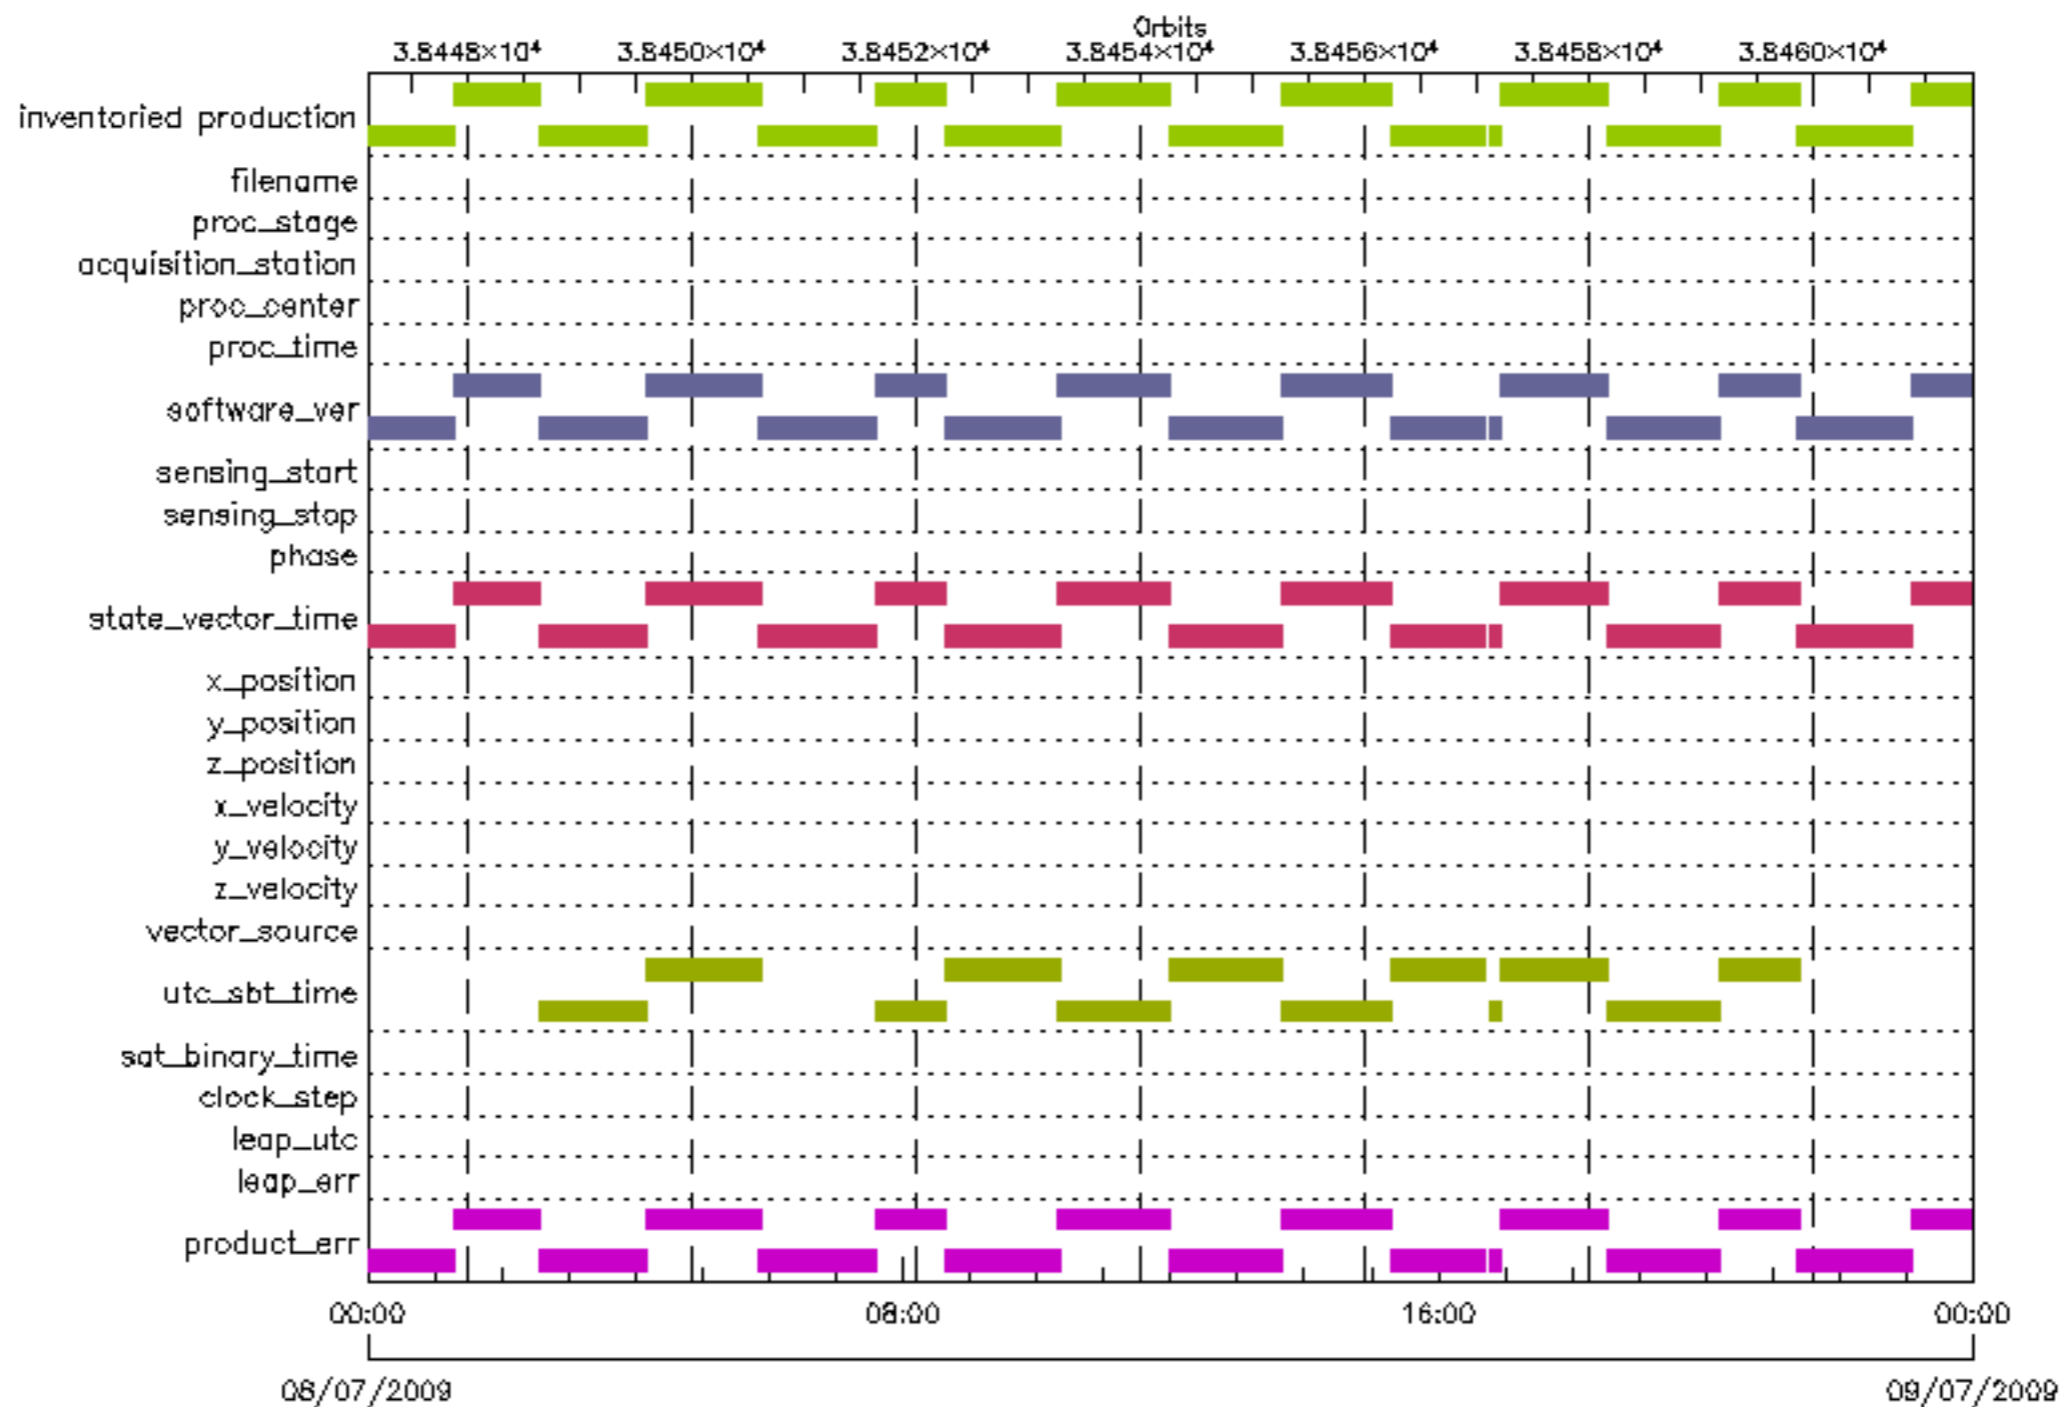 Orbits
3.8448×10⁴ 3.8450×10⁴ 3.8452×10⁴ 3.8454×10⁴ 3.8456×10⁴ 3.8458×10⁴ 3.8460×10⁴
inventoried production
filename
proc_stage
acquisition_station
proc_center
proc_time
software_ver
sensing_start
sensing_stop
phase
state_vector_time
x_position
y_position
z_position
x_velocity
y_velocity
z_velocity
vector_source
utc_sbt_time
sat_binary_time
clock_step
leap_utc
leap_err
product_err
00:00 08:00 16:00 00:00
08/07/2009 09/07/2009